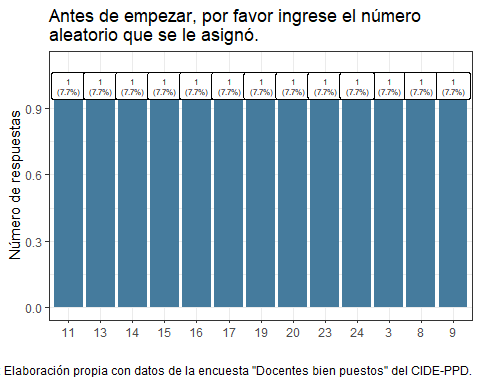 Antes de empezar, por favor ingrese el número
aleatorio que se le asignó.
Número de respuestas
0.9
0.6
0.3
0.0
1 1 1 1 1 1 1 1 1 1 1 1 1
(7.7%) (7.7%) (7.7%) (7.7%) (7.7%) (7.7%) (7.7%) (7.7%) (7.7%) (7.7%) (7.7%) (7.7%) (7.7%)
11 13 14 15 16 17 19 20 23 24 3 8 9
Elaboración propia con datos de la encuesta "Docentes bien puestos" del CIDE-PPD.